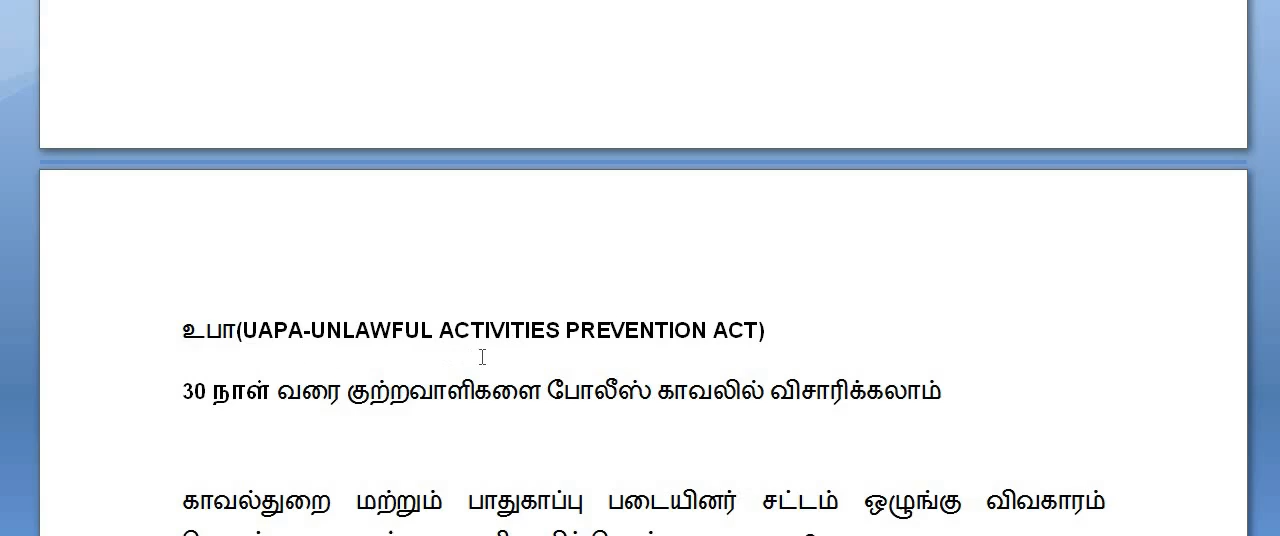 உபா(UAPA-UNLAWFUL ACTIVITIES PREVENTION ACT)
30 நாள் வரை குற்றவாளிகளை போலீஸ் காவலில் விசாரிக்கலாம்
காவல்துறை மற்றும் பாதுகாப்பு படையினர் சட்டம் ஒழுங்கு விவகாரம்